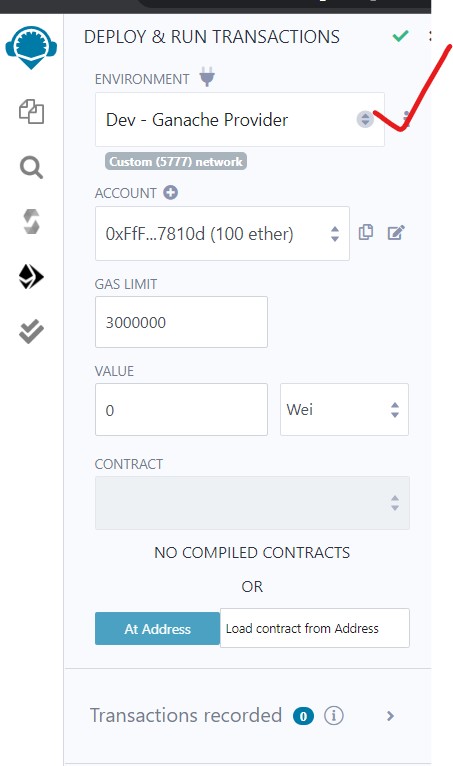 DEPLOY & RUN TRANSACTIONS
ENVIRONMENT
Dev - Ganache Provider
Custom (5777) network
ACCOUNT
0xFfF...7810d (100 ether)
GAS LIMIT
3000000
VALUE
0 Wei
CONTRACT
NO COMPILED CONTRACTS
OR
At Address Load contract from Address
Transactions recorded 0 i